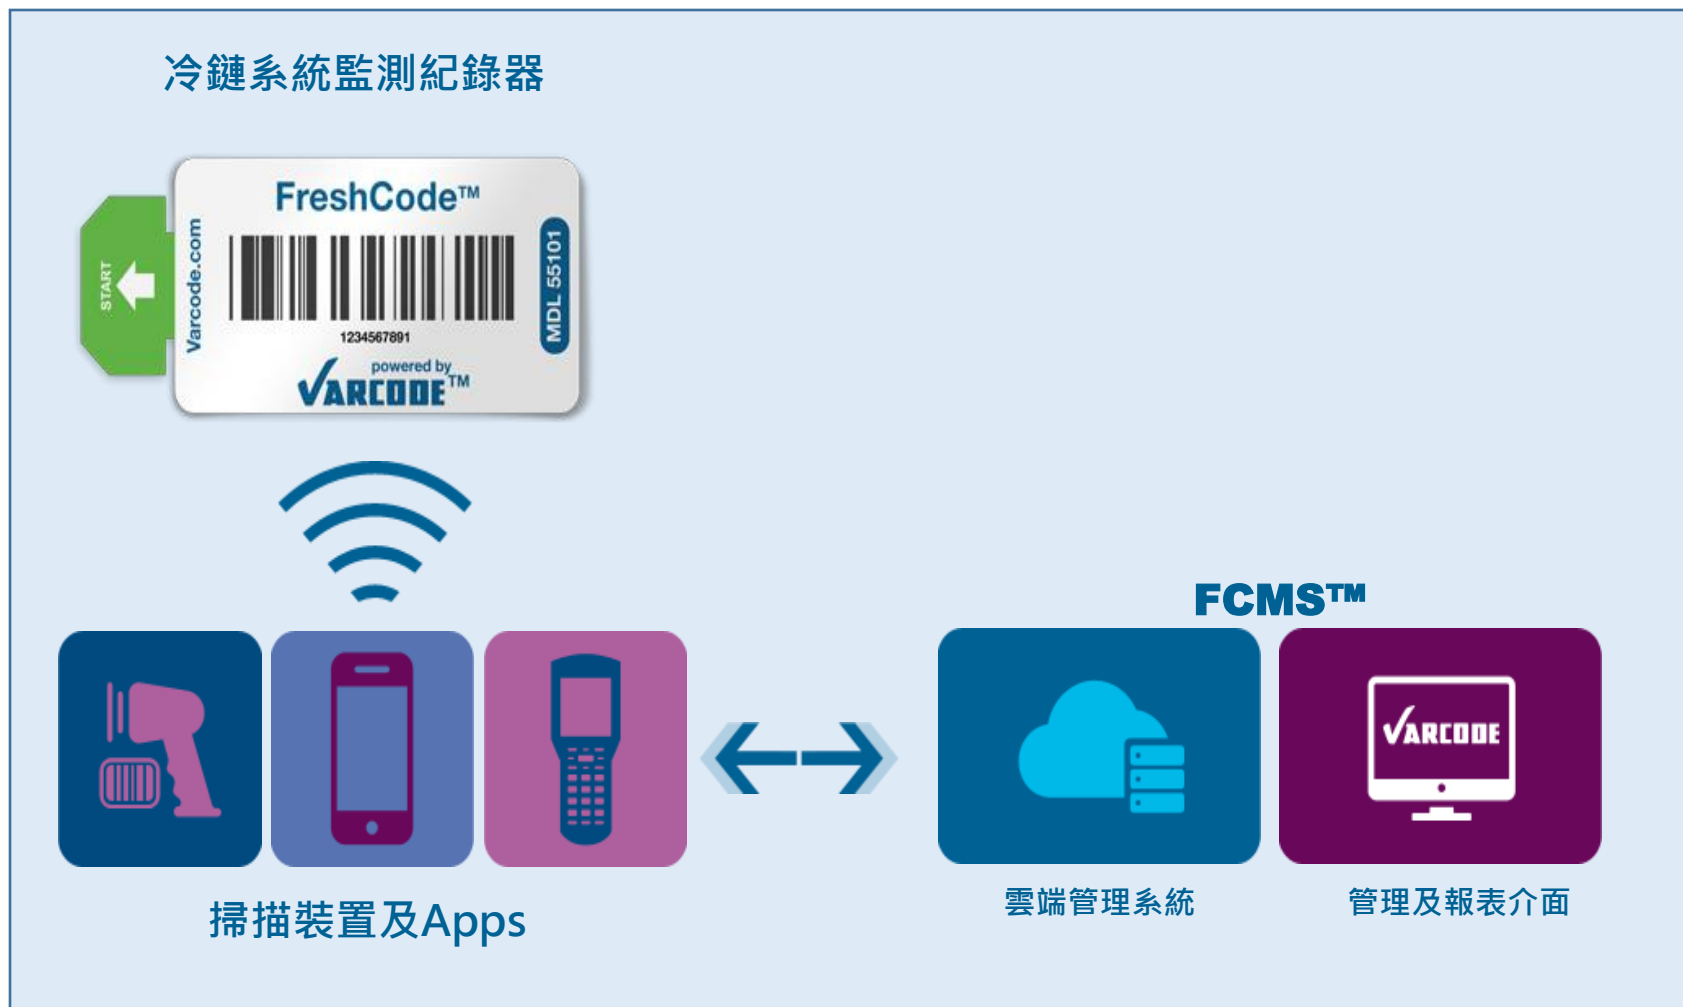 冷鏈系統監測紀錄器
FreshCode™
START
Varcode.com
MDL 55101
1234567891
powered by
VARCODE™
FCMS™
VARCODE
掃描裝置及Apps
雲端管理系統
管理及報表介面